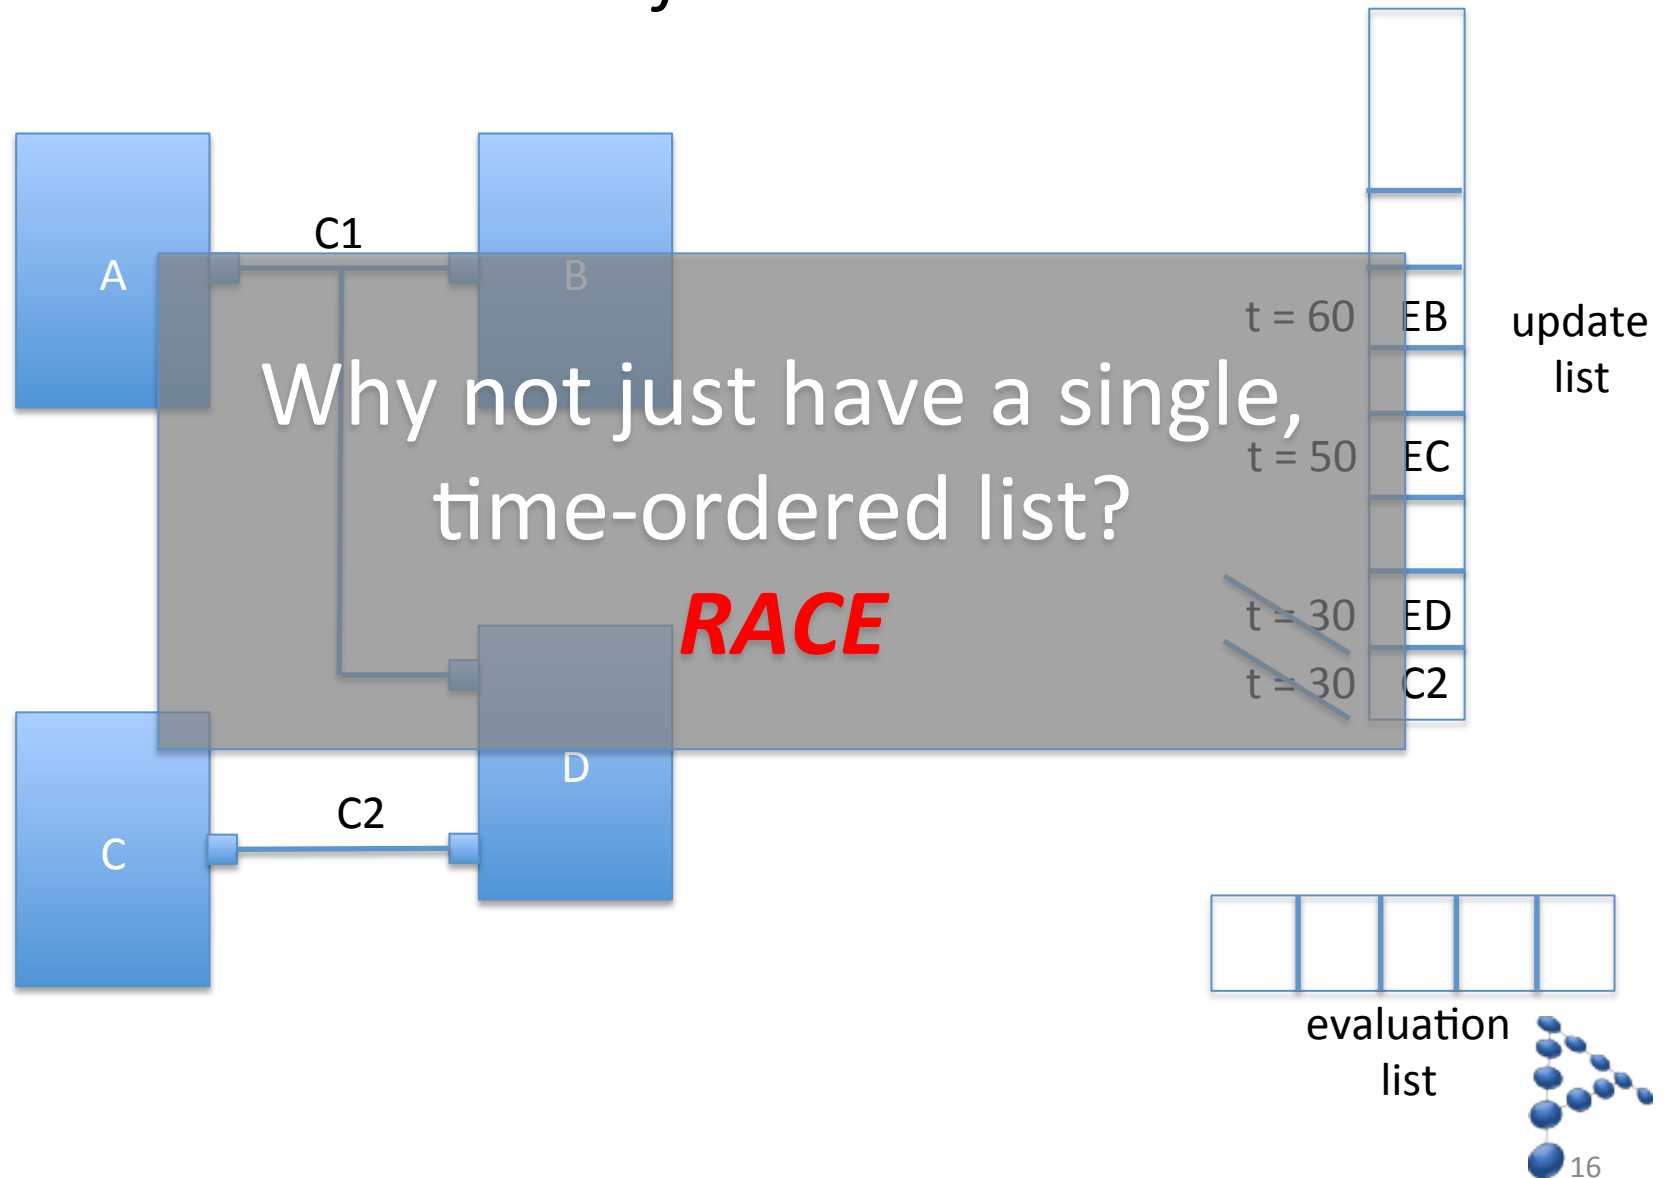 C1
A
B
t = 60
EB
update
list
Why not just have a single,
time-ordered list?
RACE
t = 50
EC
t = 30
ED
t = 30
C2
D
C2
C
evaluation
list
16